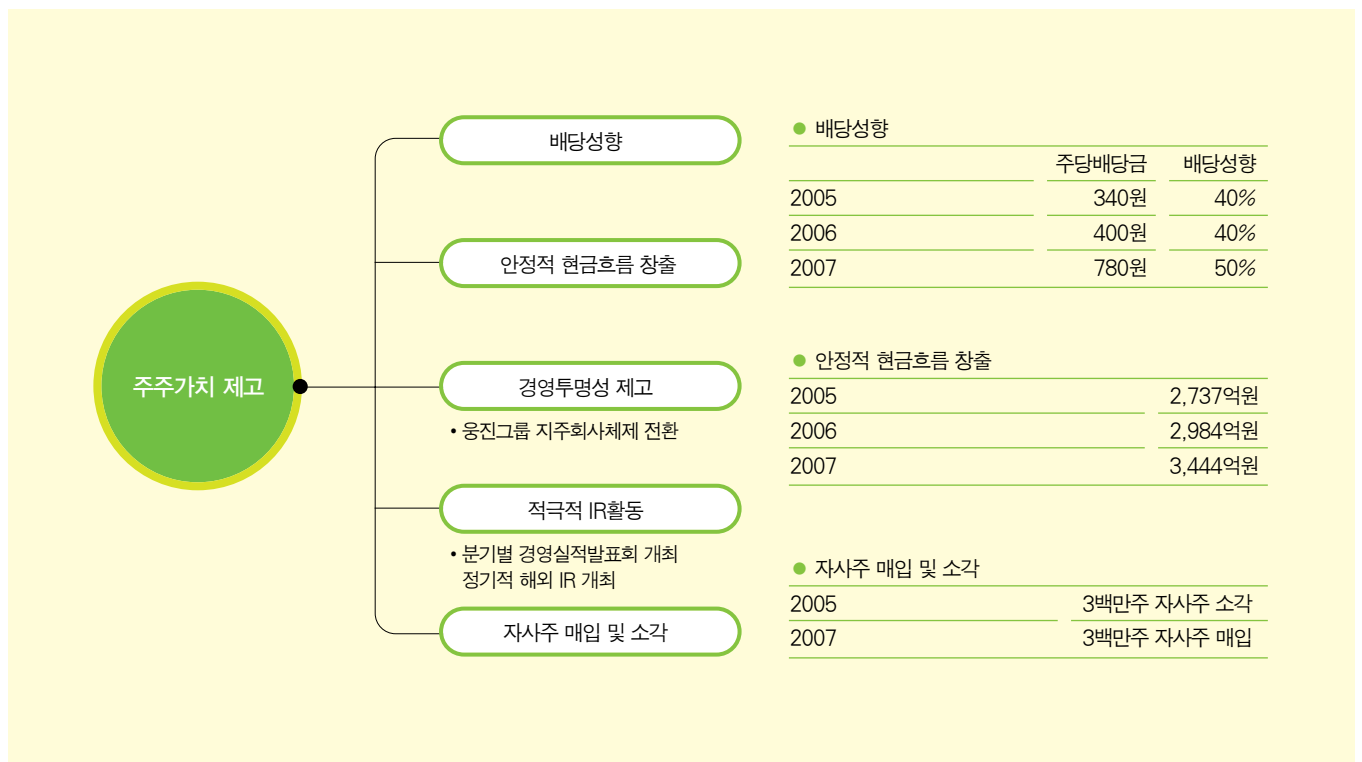 주주가치 제고
배당성향
안정적 현금흐름 창출
경영투명성 제고
• 웅진그룹 지주회사체제 전환
적극적 IR활동
• 분기별 경영실적발표회 개최
정기적 해외 IR 개최
자사주 매입 및 소각
● 배당성향
주당배당금 배당성향
2005 340원 40%
2006 400원 40%
2007 780원 50%
● 안정적 현금흐름 창출
2005 2,737억원
2006 2,984억원
2007 3,444억원
● 자사주 매입 및 소각
2005 3백만주 자사주 소각
2007 3백만주 자사주 매입